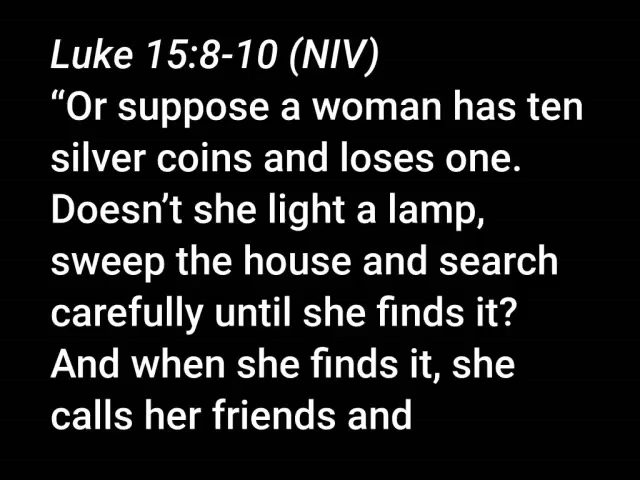 Luke 15:8-10 (NIV)
“Or suppose a woman has ten
silver coins and loses one.
Doesn’t she light a lamp,
sweep the house and search
carefully until she finds it?
And when she finds it, she
calls her friends and